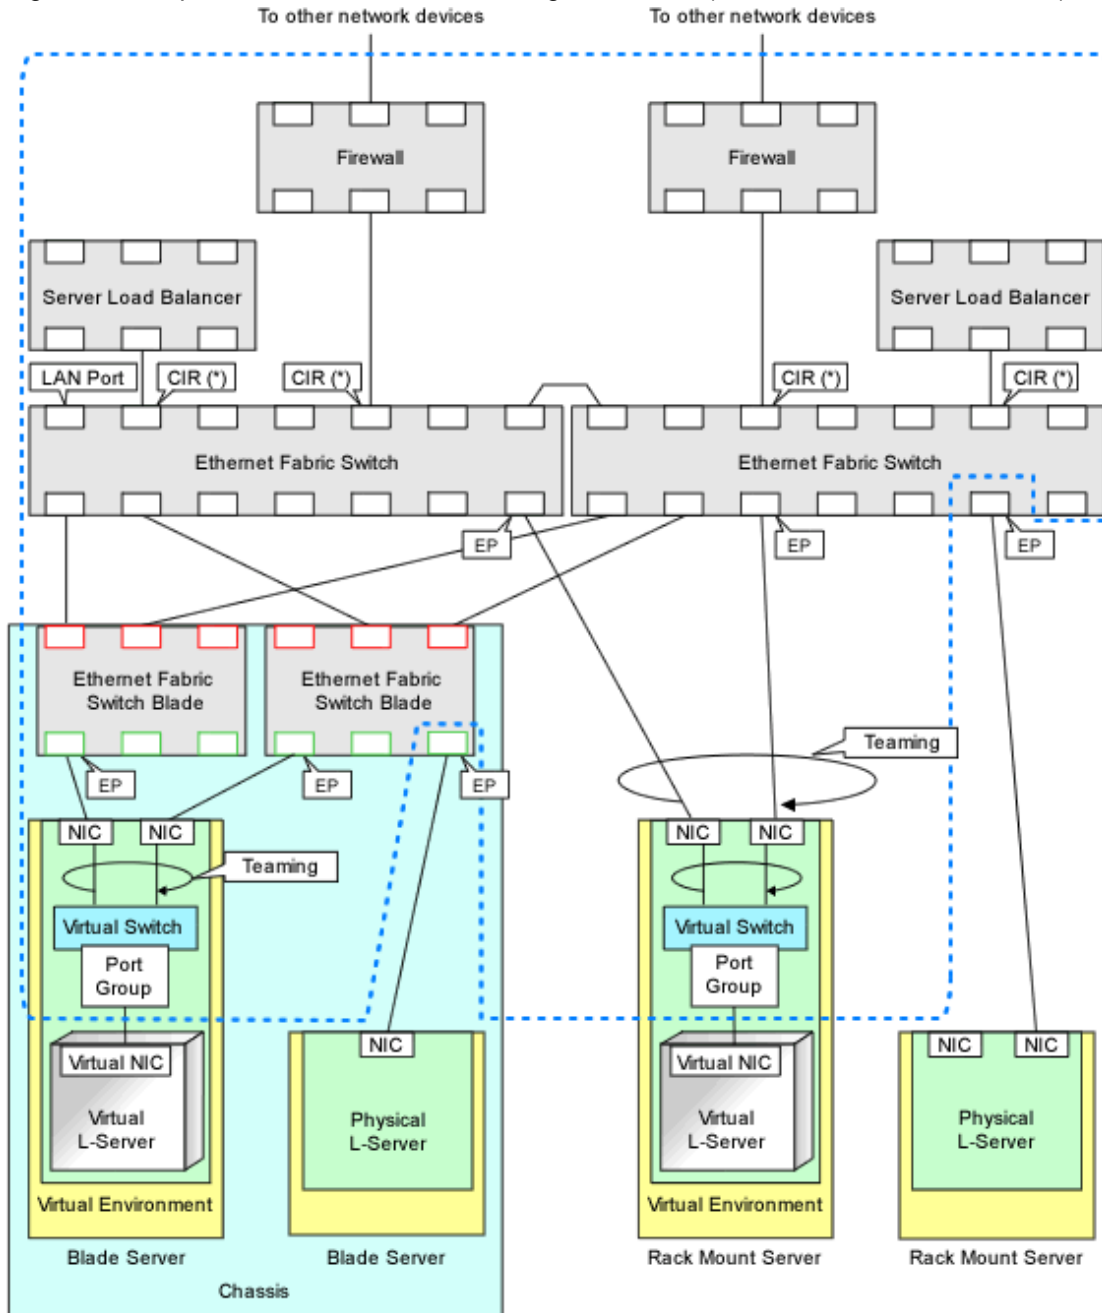 To other network devices
To other network devices
Firewall
Firewall
Server Load Balancer
Server Load Balancer
LAN Port
CIR (*)
CIR (*)
CIR (*)
CIR (*)
Ethernet Fabric Switch
Ethernet Fabric Switch
EP
EP
EP
Ethernet Fabric
Switch Blade
Ethernet Fabric
Switch Blade
Teaming
EP
EP
EP
NIC
NIC
NIC
NIC
Teaming
Virtual Switch
Virtual Switch
Port
Group
Port
Group
NIC
NIC
NIC
Virtual NIC
Virtual NIC
Virtual
L-Server
Physical
L-Server
Virtual
L-Server
Physical
L-Server
Virtual Environment
Virtual Environment
Blade Server
Blade Server
Rack Mount Server
Rack Mount Server
Chassis